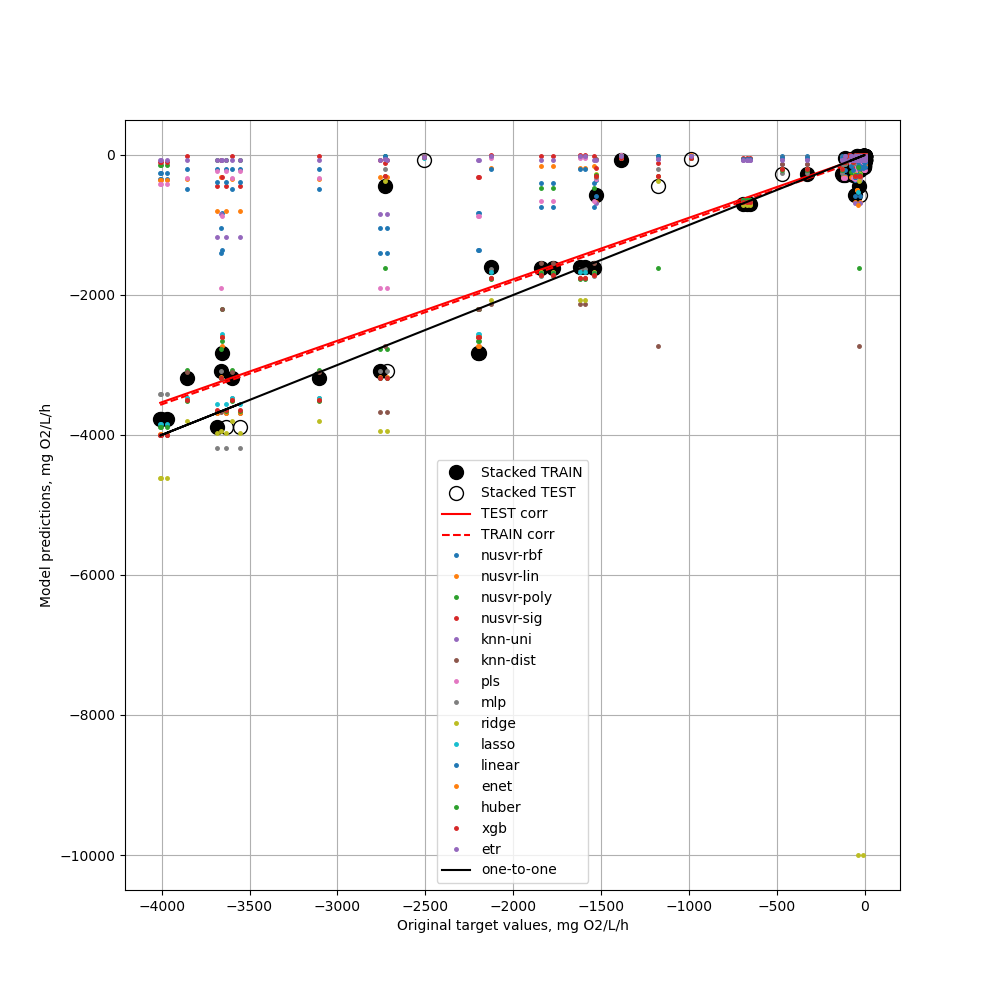 0
−2000
−4000
−6000
−8000
−10000
Model predictions, mg O2/L/h
Stacked TRAIN
Stacked TEST
TEST corr
TRAIN corr
nusvr-rbf
nusvr-lin
nusvr-poly
nusvr-sig
knn-uni
knn-dist
pls
mlp
ridge
lasso
linear
enet
huber
xgb
etr
one-to-one
−4000 −3500 −3000 −2500 −2000 −1500 −1000 −500 0
Original target values, mg O2/L/h